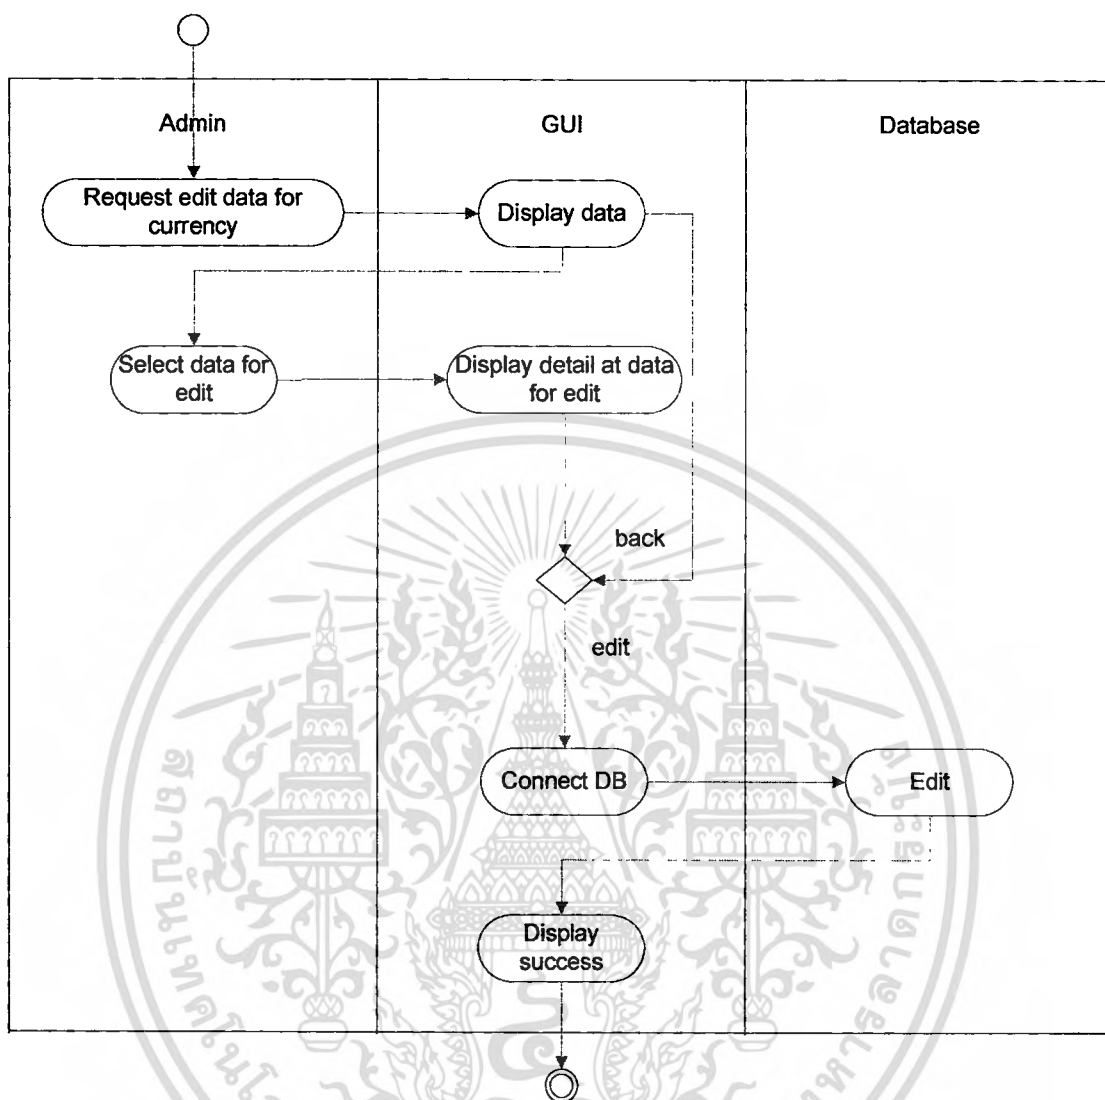 Admin
GUI
Database
Request edit data for
currency
Display data
Select data for
edit
Display detail at data
for edit
back
edit
Connect DB
Edit
Display
success